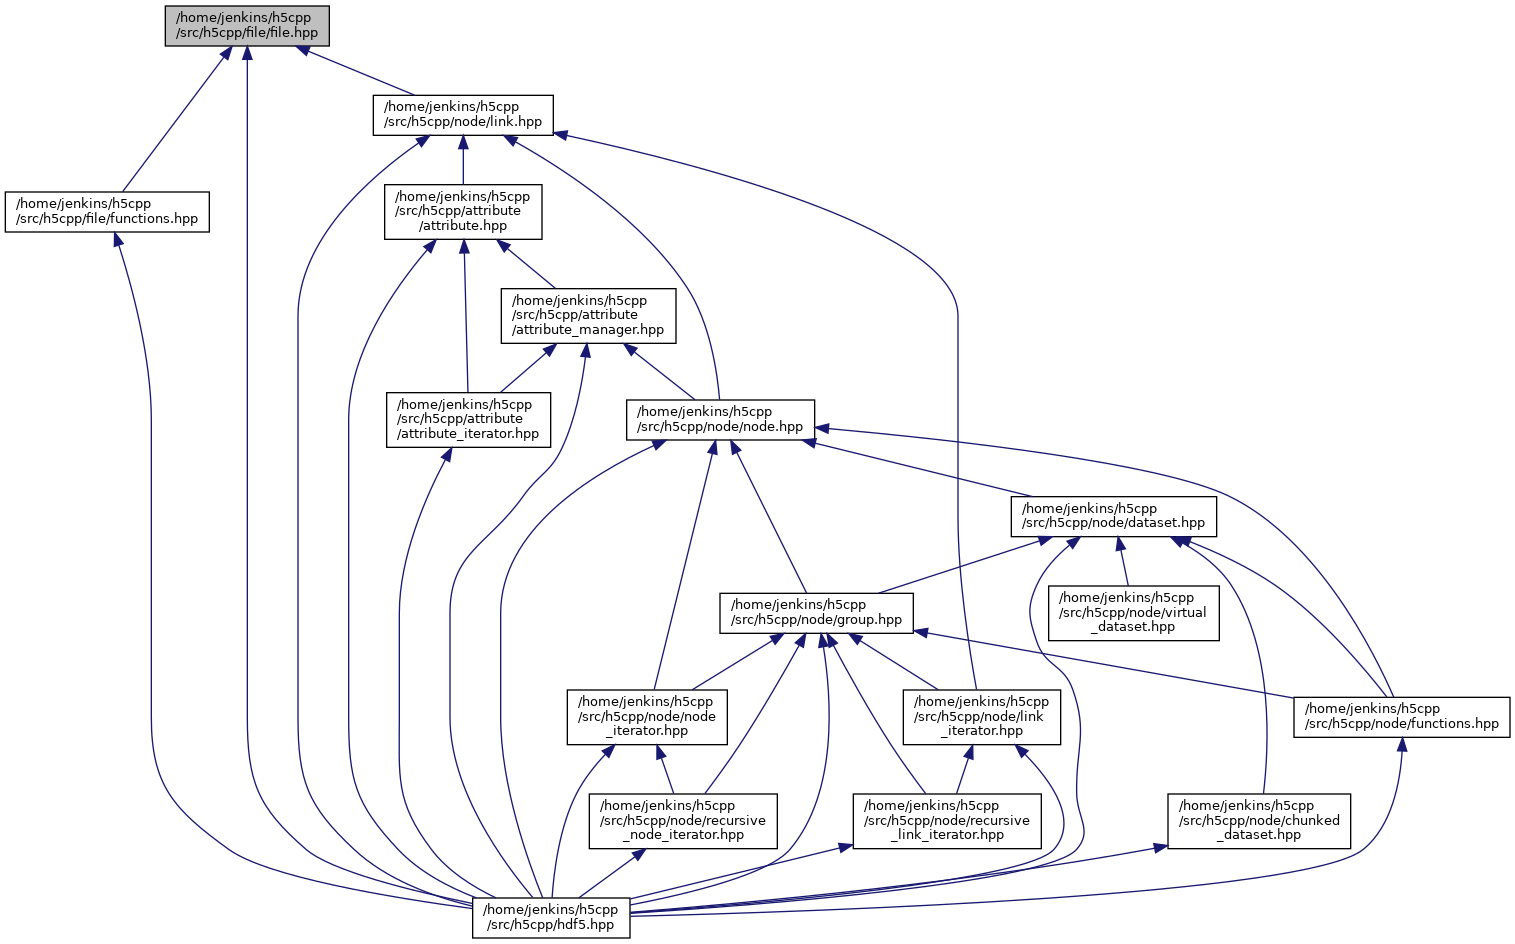 /home/jenkins/h5cpp
/src/h5cpp/file/file.hpp
/home/jenkins/h5cpp
/src/h5cpp/node/link.hpp
/home/jenkins/h5cpp
/src/h5cpp/file/functions.hpp
/home/jenkins/h5cpp
/src/h5cpp/attribute
/attribute.hpp
/home/jenkins/h5cpp
/src/h5cpp/attribute
/attribute_manager.hpp
/home/jenkins/h5cpp
/src/h5cpp/attribute
/attribute_iterator.hpp
/home/jenkins/h5cpp
/src/h5cpp/node/node.hpp
/home/jenkins/h5cpp
/src/h5cpp/node/dataset.hpp
/home/jenkins/h5cpp
/src/h5cpp/node/group.hpp
/home/jenkins/h5cpp
/src/h5cpp/node/virtual
_dataset.hpp
/home/jenkins/h5cpp
/src/h5cpp/node/node
_iterator.hpp
/home/jenkins/h5cpp
/src/h5cpp/node/link
_iterator.hpp
/home/jenkins/h5cpp
/src/h5cpp/node/functions.hpp
/home/jenkins/h5cpp
/src/h5cpp/node/recursive
_node_iterator.hpp
/home/jenkins/h5cpp
/src/h5cpp/node/recursive
_link_iterator.hpp
/home/jenkins/h5cpp
/src/h5cpp/node/chunked
_dataset.hpp
/home/jenkins/h5cpp
/src/h5cpp/hdf5.hpp